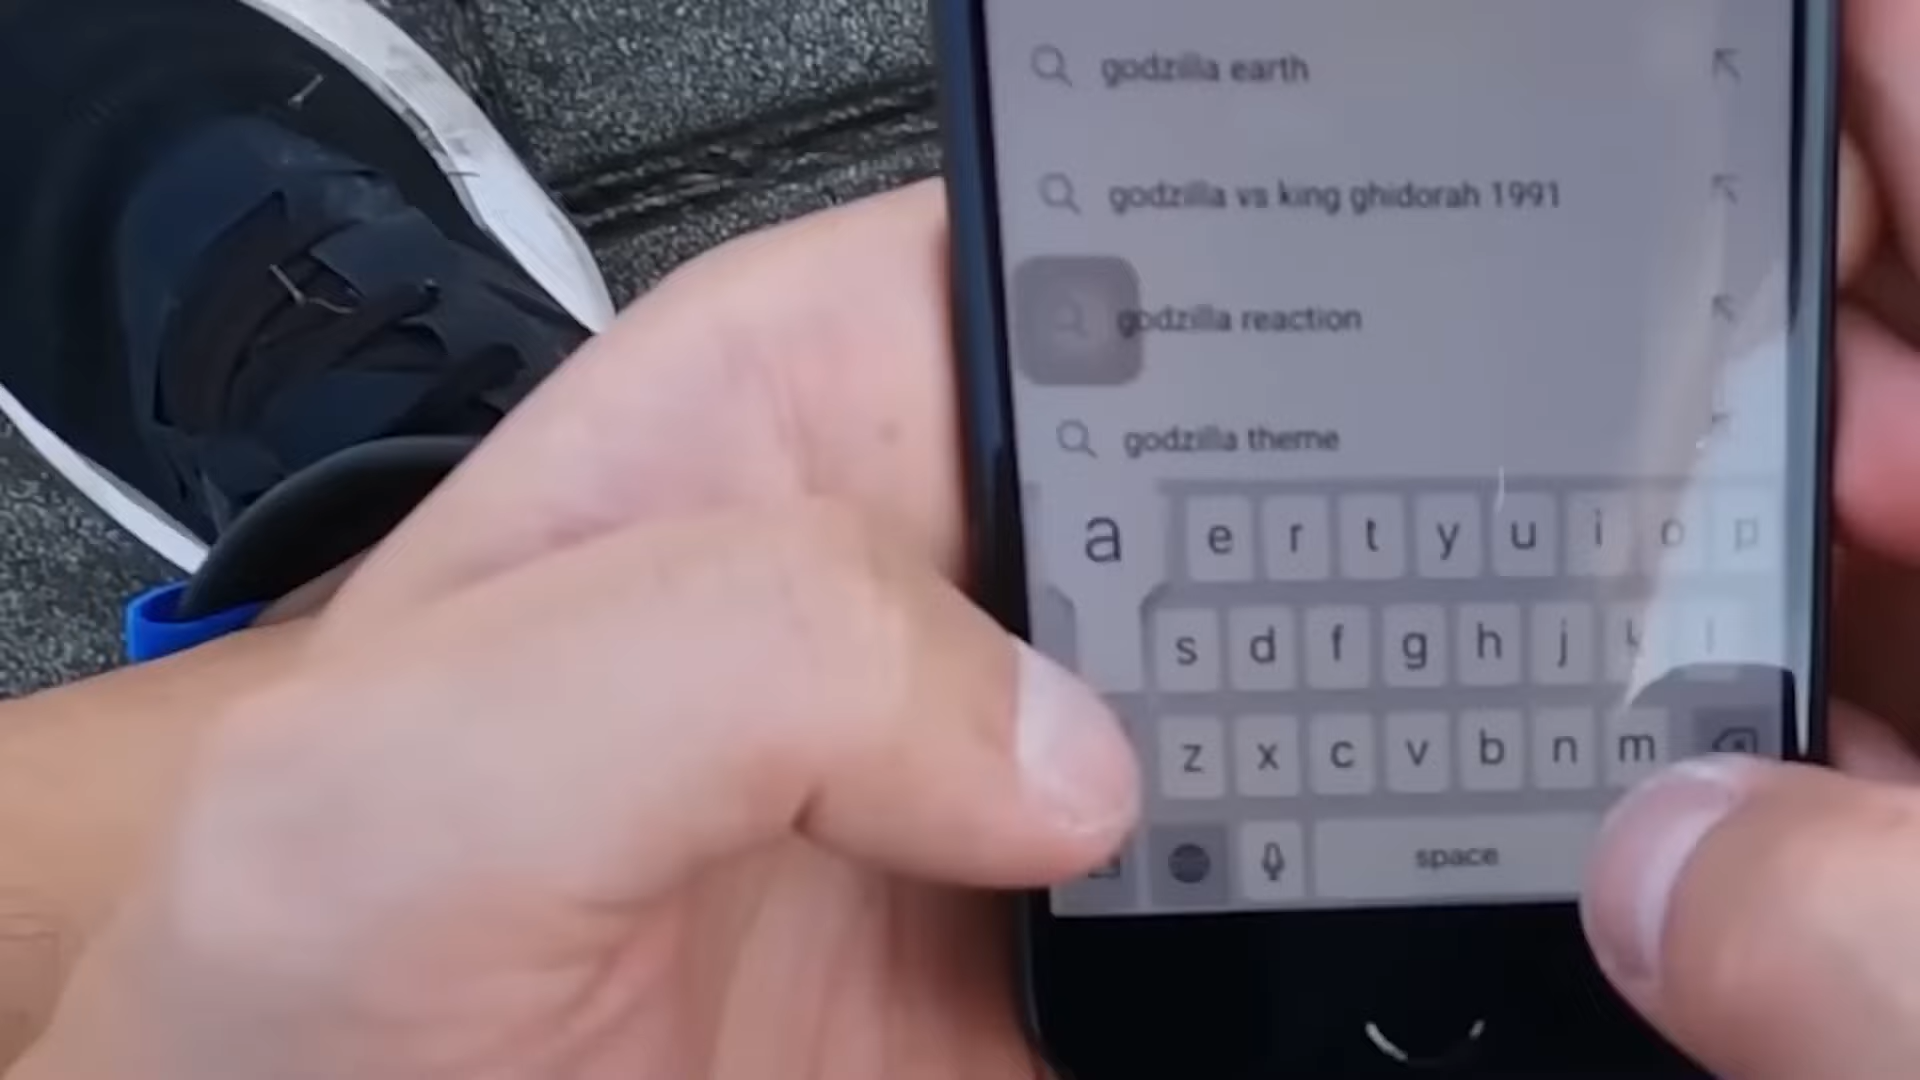 godzilla earth
godzilla vs king ghidorah 1991
godzilla reaction
godzilla theme
a e r t y u i o p
s d f g h j
z x c v b n m
space